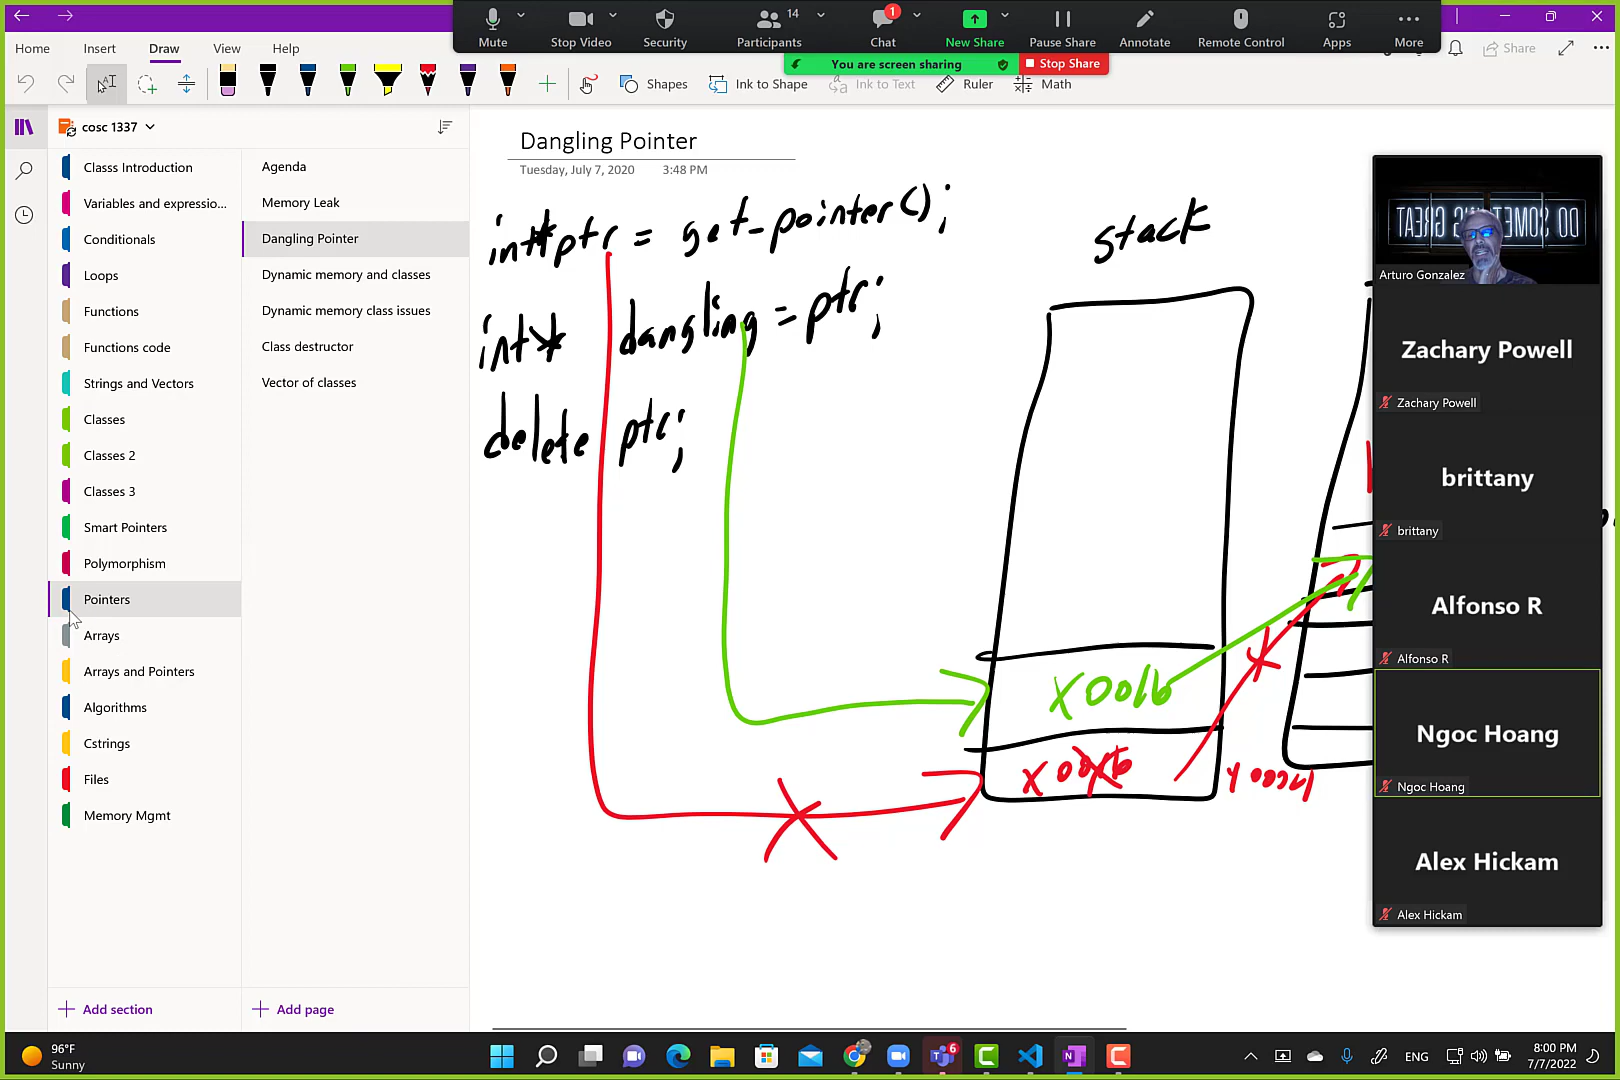 Mute
Stop Video
Security
14
Participants
1
Chat
New Share
Pause Share
Annotate
Remote Control
Apps
More
You are screen sharing
Stop Share
Home
Insert
Draw
View
Help
Share
Shapes
Ink to Shape
Ink to Text
Ruler
Math
cosc 1337
Classs Introduction
Variables and expressio...
Conditionals
Loops
Functions
Functions code
Strings and Vectors
Classes
Classes 2
Classes 3
Smart Pointers
Polymorphism
Pointers
Arrays
Arrays and Pointers
Algorithms
Cstrings
Files
Memory Mgmt
Add section
Agenda
Memory Leak
Dangling Pointer
Dynamic memory and classes
Dynamic memory class issues
Class destructor
Vector of classes
Add page
Dangling Pointer
Tuesday, July 7, 2020 3:48 PM
int* ptr = get_pointer();
int* dangling = ptr;
delete ptr;
stack
X0016
DO SOMETHING GREAT
Arturo Gonzalez
Zachary Powell
Zachary Powell
brittany
brittany
Alfonso R
Alfonso R
Ngoc Hoang
Ngoc Hoang
Alex Hickam
Alex Hickam
96°F
Sunny
6
ENG
8:00 PM
7/7/2022